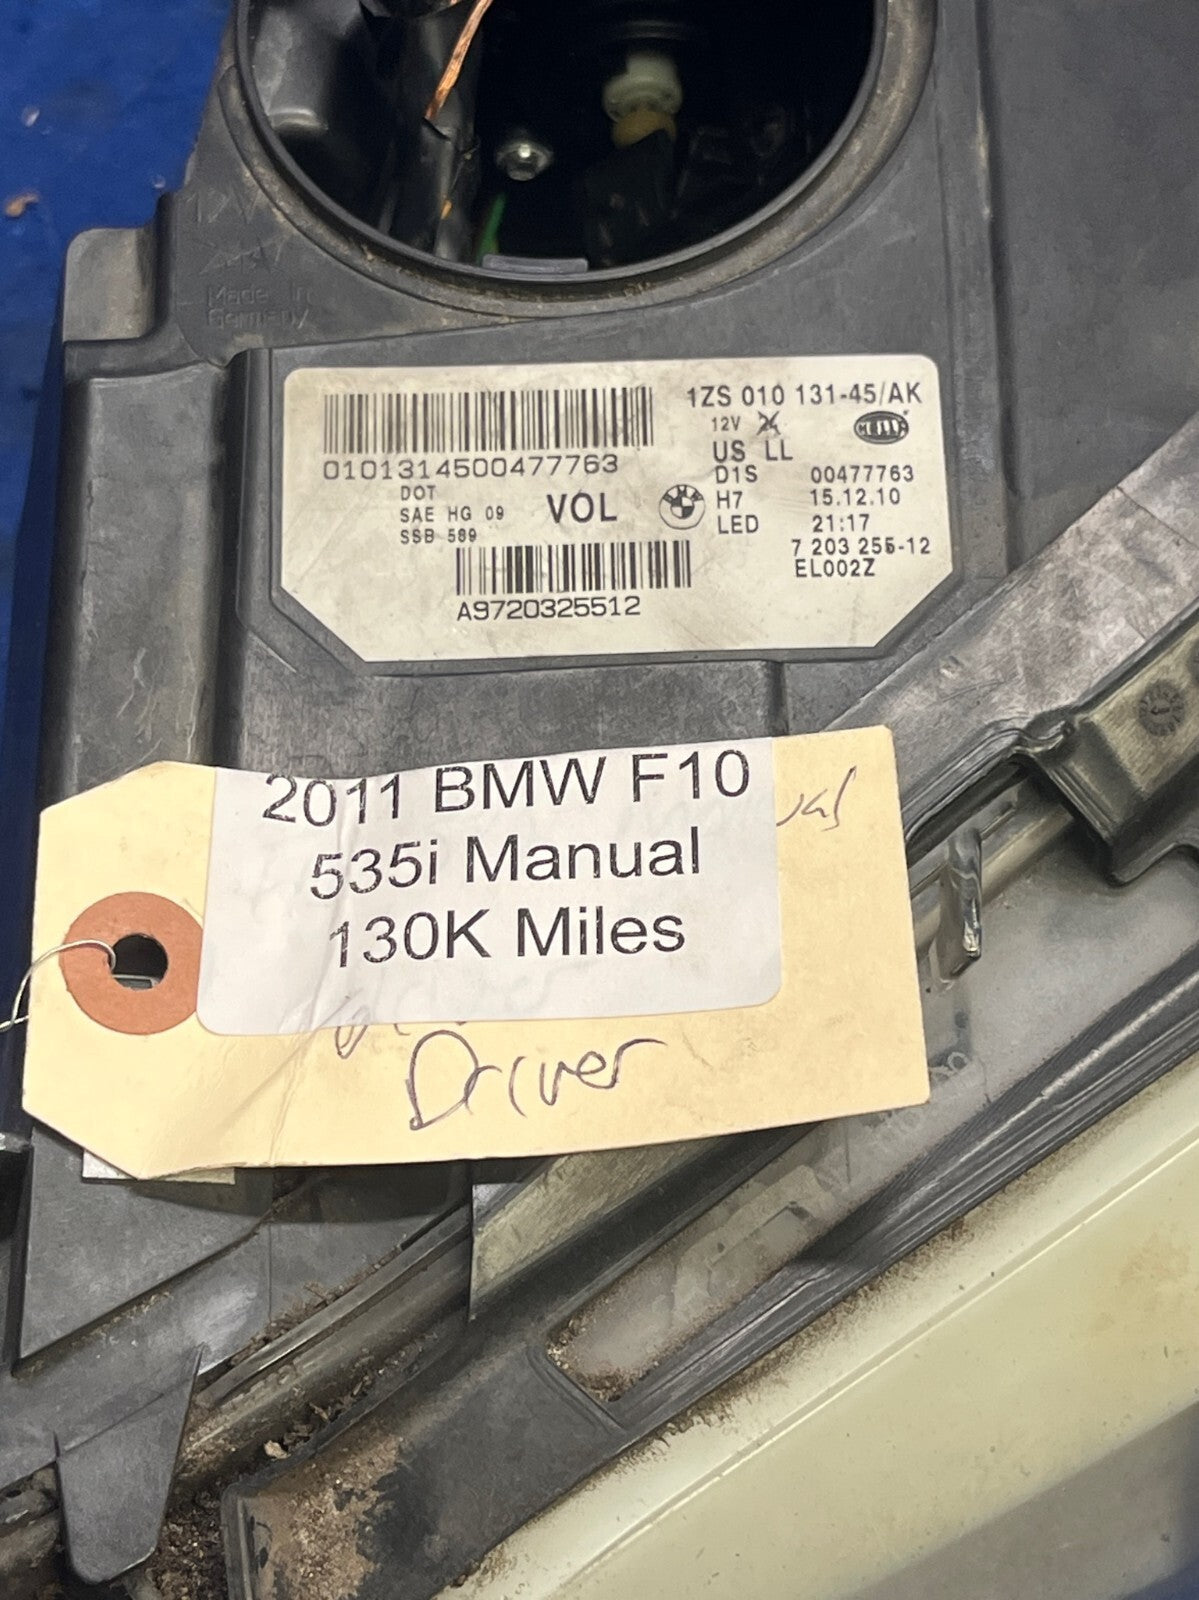 Made in
Germany
1ZS 010 131-45/AK
12V
HELLA
US LL
0101314500477763
D1S 00477763
DOT
H7 15.12.10
SAE HG 09 VOL
LED 21:17
SSB 589
7 203 255-12
EL002Z
A9720325512
2011 BMW F10
535i Manual
130K Miles
Driver